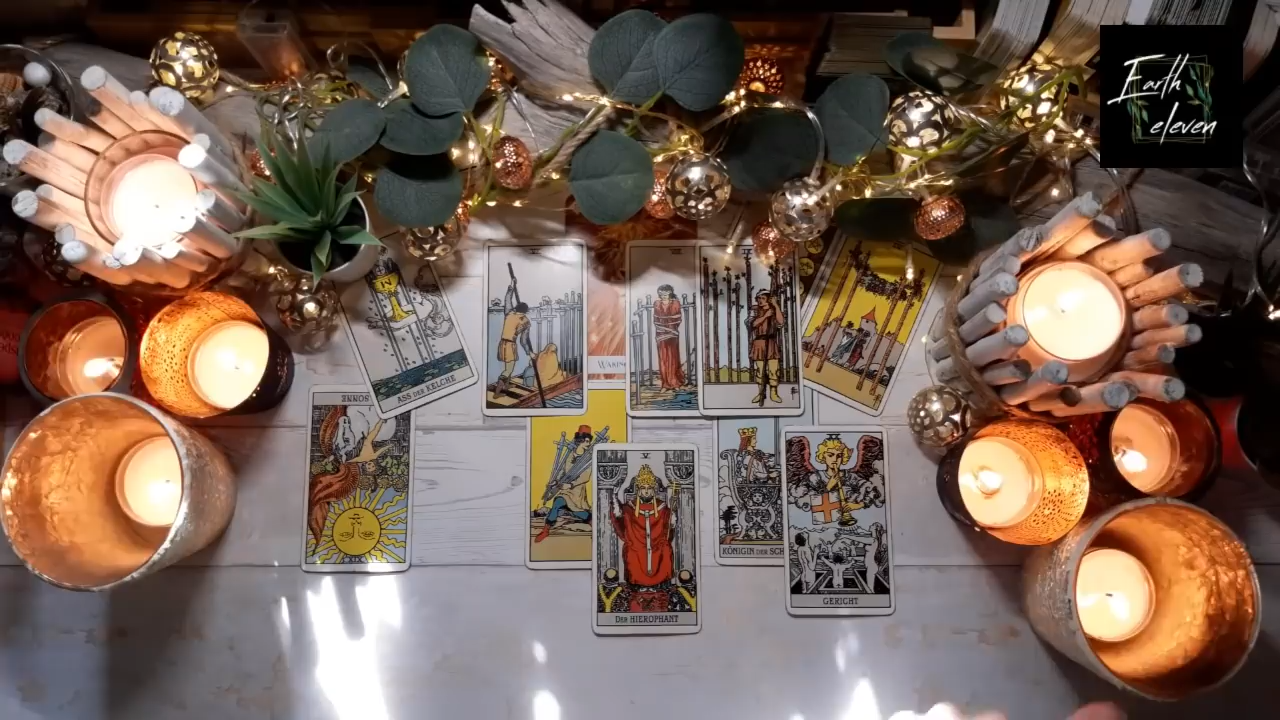 Earth
eleven
ASS DER KELCHE
SONNE
V
DER HIEROPHANT
KÖNIGIN DER SCH
GERICHT